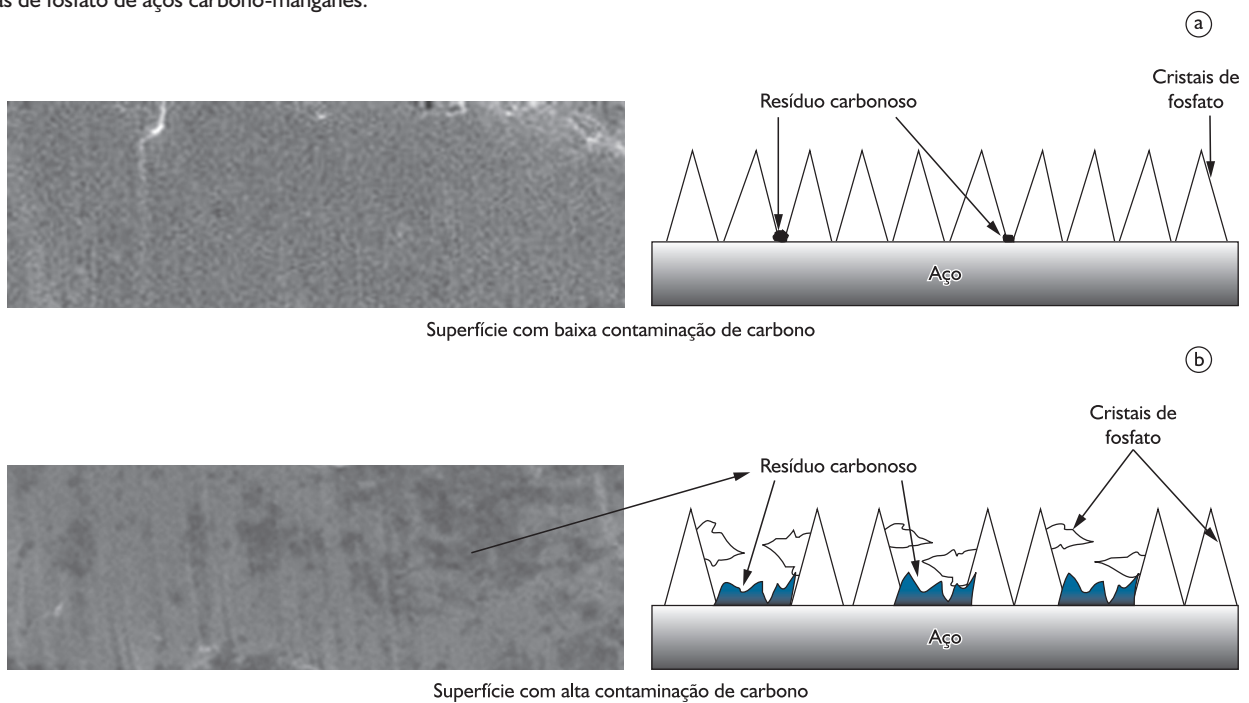 as de fosfato de aços carbono-manganês.
a
Cristais de
fosfato
Resíduo carbonoso
Aço
Superfície com baixa contaminação de carbono
b
Cristais de
fosfato
Resíduo carbonoso
Aço
Superfície com alta contaminação de carbono